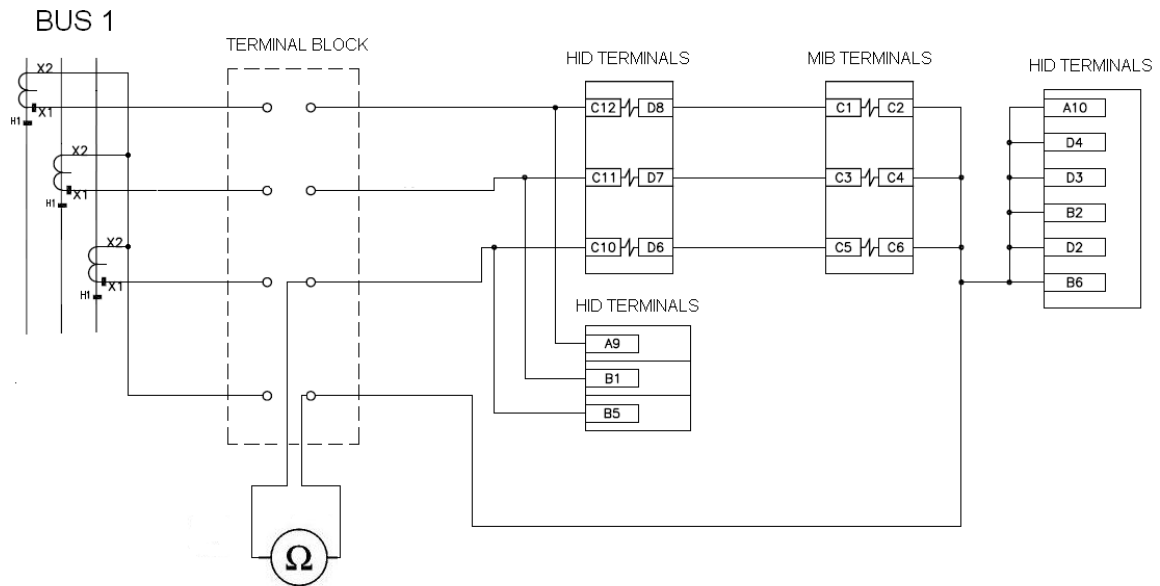 BUS 1
TERMINAL BLOCK
HID TERMINALS
MIB TERMINALS
HID TERMINALS
X2
X1
H1
X2
X1
H1
X2
X1
H1
C12 D8
C1 C2
C11 D7
C3 C4
C10 D6
C5 C6
A10
D4
D3
B2
D2
B6
HID TERMINALS
A9
B1
B5
Ω